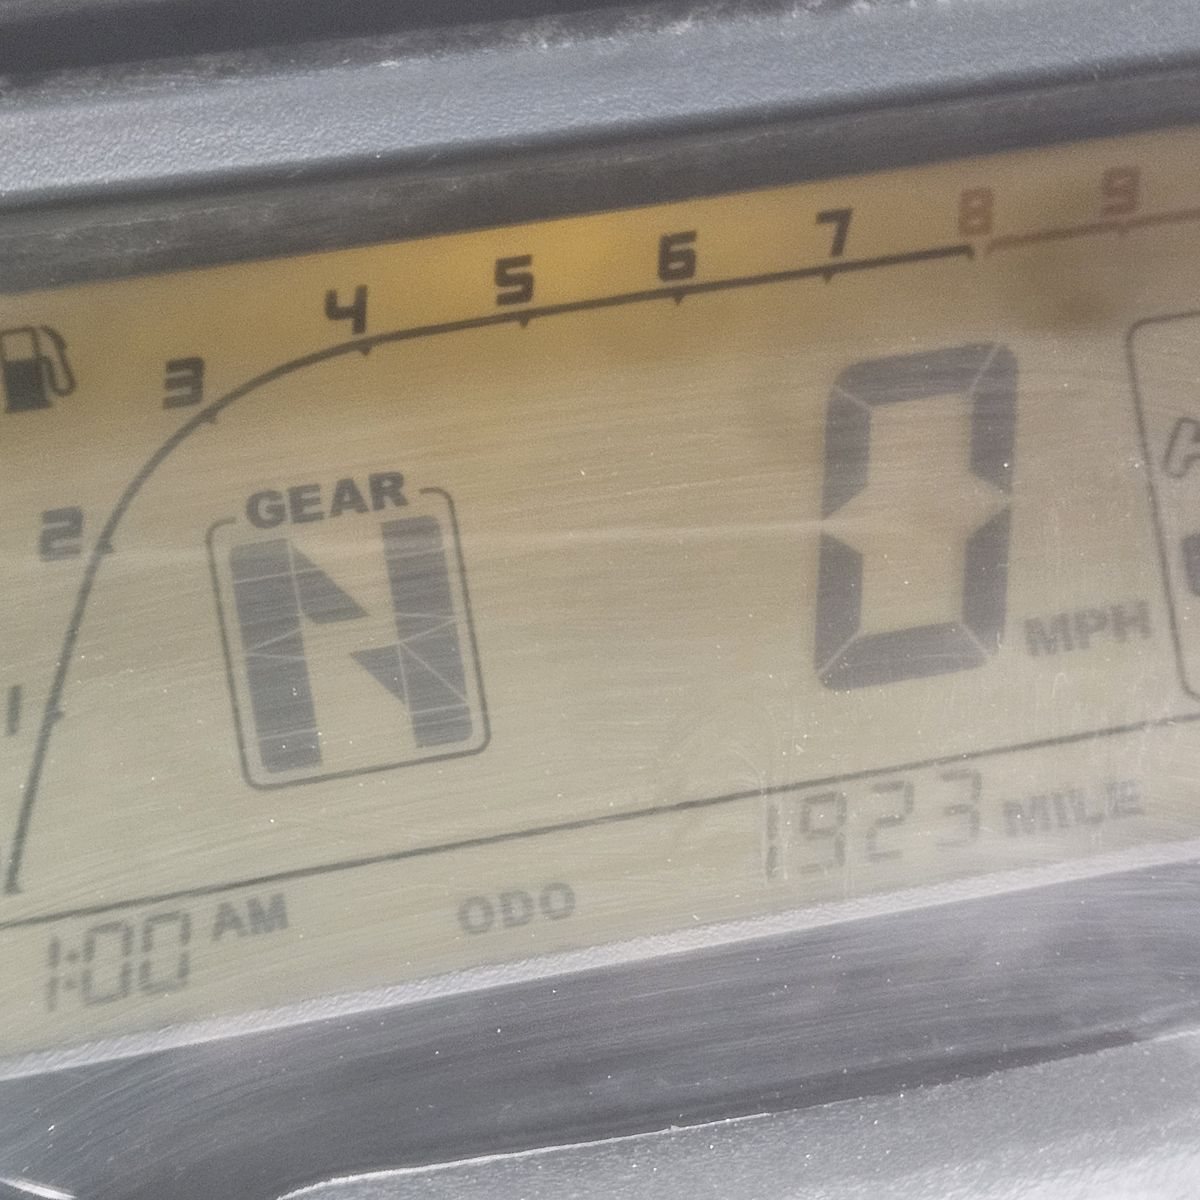 1 2 3 4 5 6 7 8 9
GEAR
N
0 MPH
1:00 AM ODO 1923 MILE